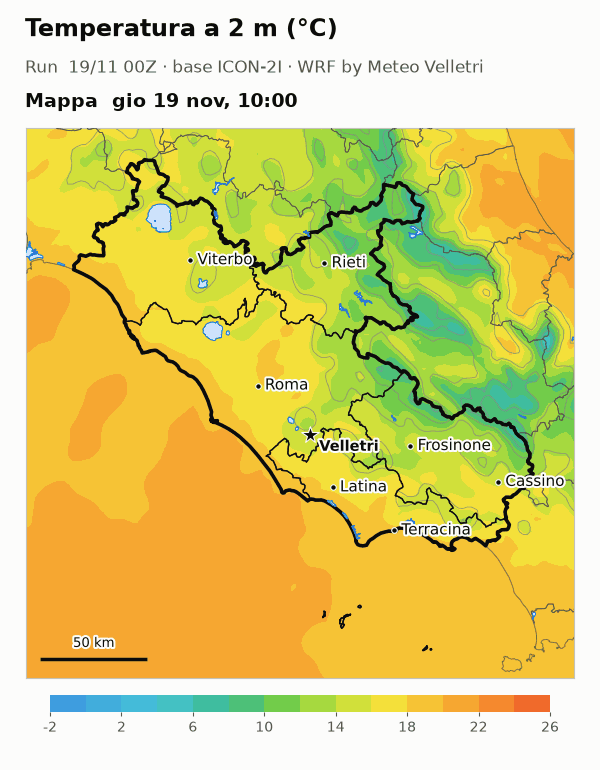 Temperatura a 2 m (°C)
Run  19/11 00Z · base ICON-2I · WRF by Meteo Velletri
Mappa  gio 19 nov, 10:00
Viterbo
Rieti
Roma
Velletri
Frosinone
Cassino
Latina
Terracina
50 km
-2 2 6 10 14 18 22 26